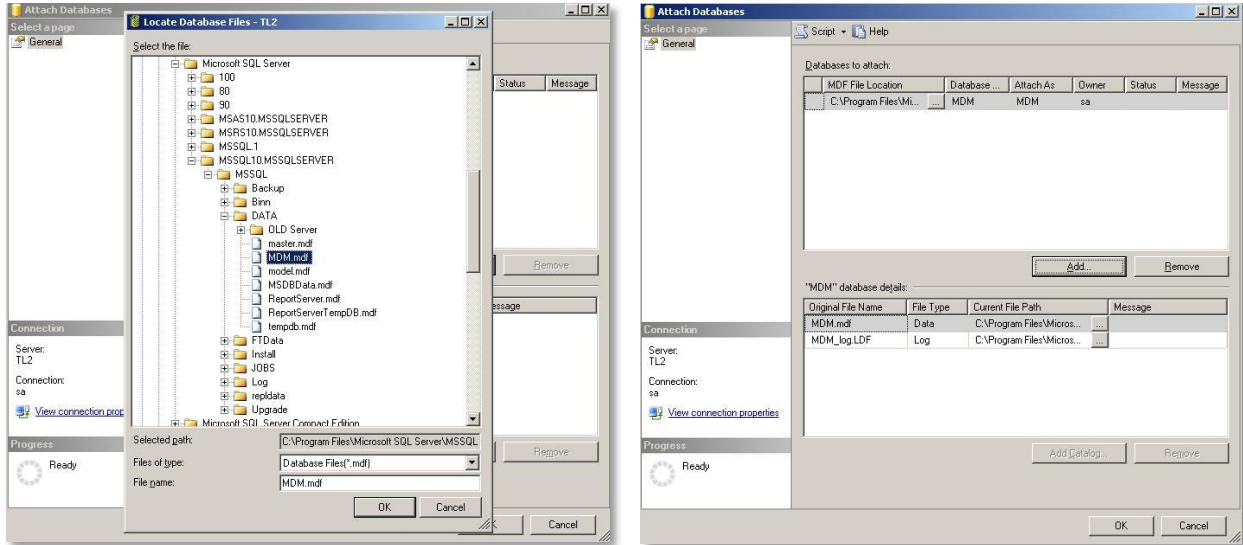 Attach Databases
Select a page
General
Locate Database Files - TL2
Select the file:
Microsoft SQL Server
100
80
90
MSAS10.MSSQLSERVER
MSRS10.MSSQLSERVER
MSSQL.1
MSSQL10.MSSQLSERVER
MSSQL
Backup
Binn
DATA
OLD Server
master.mdf
MDM.mdf
model.mdf
MSDBData.mdf
ReportServer.mdf
ReportServerTempDB.mdf
tempdb.mdf
FTData
Install
JOBS
Log
repldata
Upgrade
Microsoft SQL Server Compact Edition
Selected path: C:\Program Files\Microsoft SQL Server\MSSQL
Files of type: Database Files(*.mdf)
File name: MDM.mdf
OK Cancel
Status Message
Remove
essage
Remove
Cancel
Connection
Server:
TL2
Connection:
sa
View connection prop
Progress
Ready
Attach Databases
Select a page
General
Script Help
Databases to attach:
MDF File Location Database ... Attach As Owner Status Message
C:\Program Files\Mi... ... MDM MDM sa
Add... Remove
"MDM" database details:
Original File Name File Type Current File Path Message
MDM.mdf Data C:\Program Files\Micros... ...
MDM_log.LDF Log C:\Program Files\Micros... ...
Add Catalog... Remove
Connection
Server:
TL2
Connection:
sa
View connection properties
Progress
Ready
OK Cancel